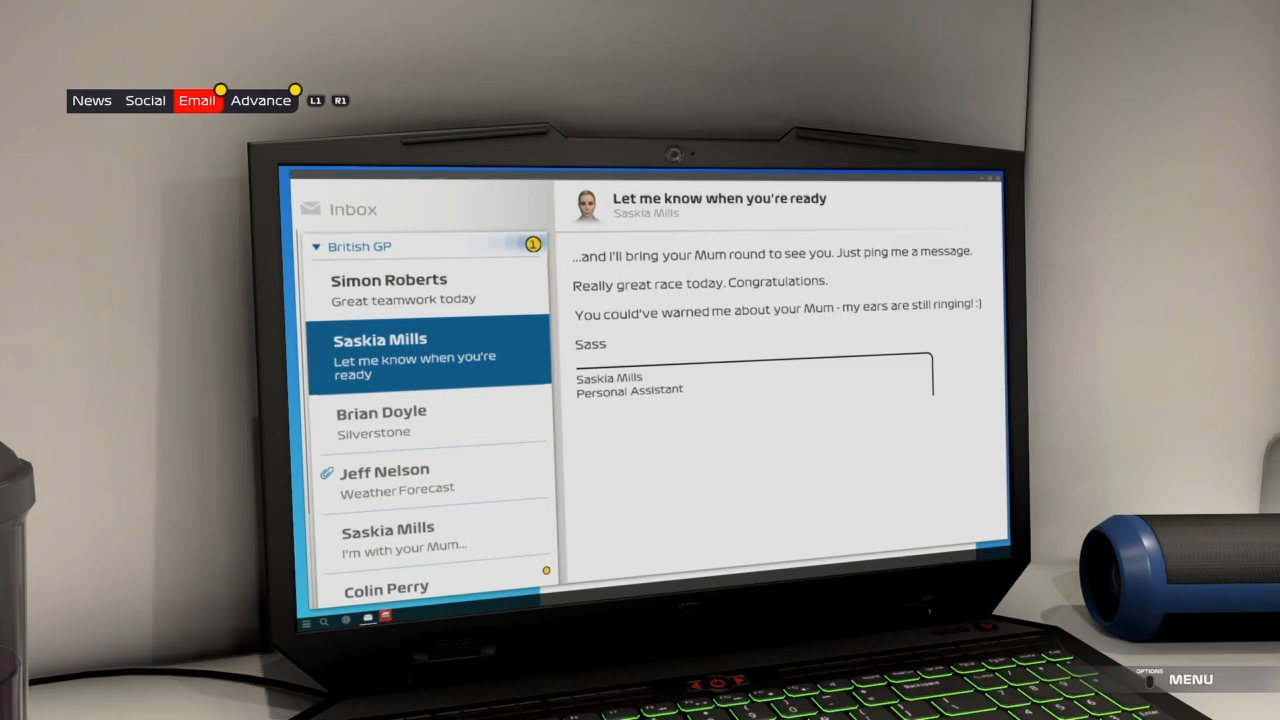 News Social Email Advance L1 R1
Inbox
British GP 1
Simon Roberts
Great teamwork today
Saskia Mills
Let me know when you're
ready
Brian Doyle
Silverstone
Jeff Nelson
Weather Forecast
Saskia Mills
I'm with your Mum...
Colin Perry
Let me know when you're ready
Saskia Mills
...and I'll bring your Mum round to see you. Just ping me a message.
Really great race today. Congratulations.
You could've warned me about your Mum - my ears are still ringing! :)
Sass
Saskia Mills
Personal Assistant
Backspace
Enter
OPTIONS
MENU